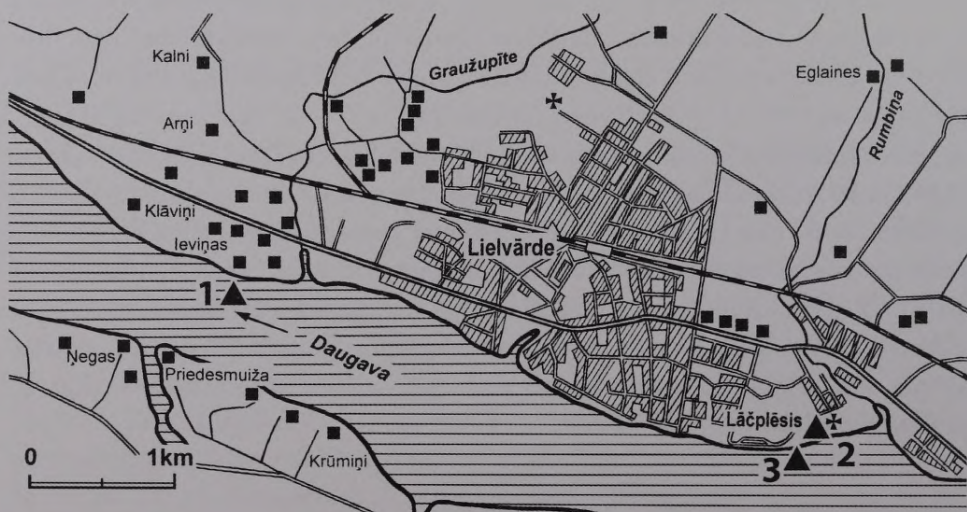 Kalni
Graužupīte
Eglaines
Rumbiņa
Arņi
Klāviņi
Ieviņas
Lielvārde
1
Daugava
Ņegas
Priedesmuiža
Lāčplēsis
2
3
0 1km
Krūmiņi